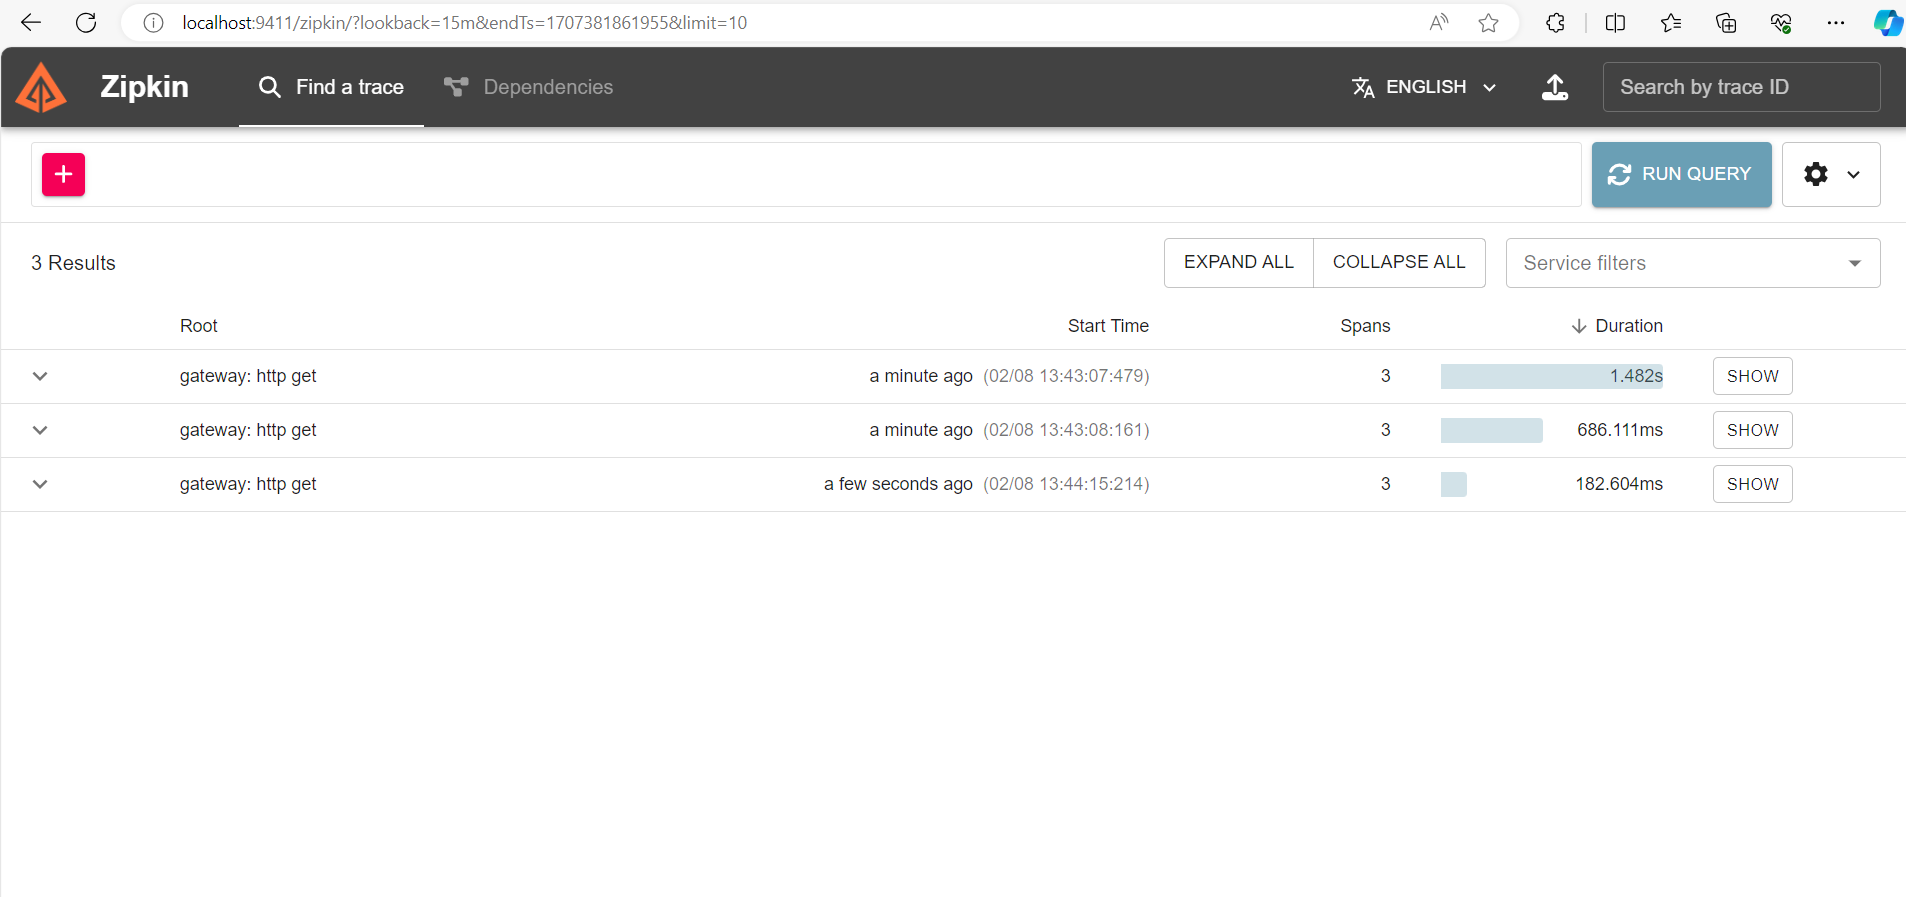 localhost:9411/zipkin/?lookback=15m&endTs=1707381861955&limit=10
Zipkin Find a trace Dependencies ENGLISH Search by trace ID
RUN QUERY
3 Results EXPAND ALL COLLAPSE ALL Service filters
Root Start Time Spans Duration
gateway: http get a minute ago (02/08 13:43:07:479) 3 1.482s SHOW
gateway: http get a minute ago (02/08 13:43:08:161) 3 686.111ms SHOW
gateway: http get a few seconds ago (02/08 13:44:15:214) 3 182.604ms SHOW